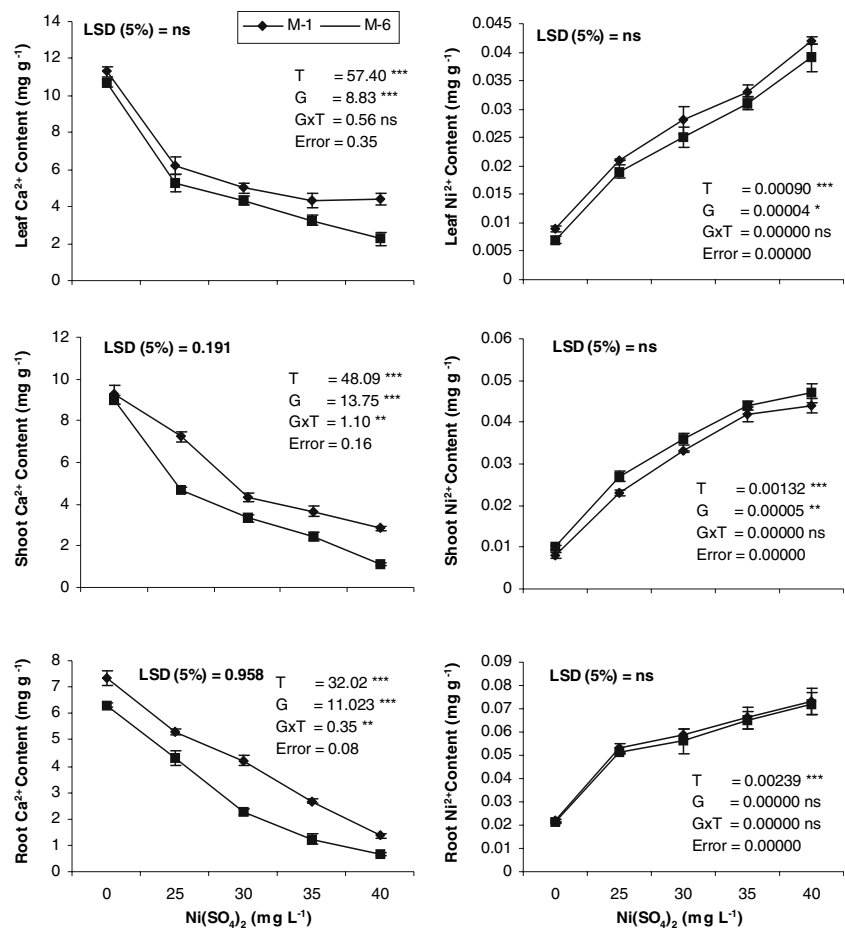 M-1 M-6
LSD (5%) = ns
T = 57.40 ***
G = 8.83 ***
GxT = 0.56 ns
Error = 0.35
Leaf Ca²⁺ Content (mg g⁻¹)
14
12
10
8
6
4
2
0
LSD (5%) = ns
T = 0.00090 ***
G = 0.00004 *
GxT = 0.00000 ns
Error = 0.00000
Leaf Ni²⁺ Content (mg g⁻¹)
0.045
0.04
0.035
0.03
0.025
0.02
0.015
0.01
0.005
0
LSD (5%) = 0.191
T = 48.09 ***
G = 13.75 ***
GxT = 1.10 **
Error = 0.16
Shoot Ca²⁺ Content (mg g⁻¹)
12
10
8
6
4
2
0
LSD (5%) = ns
T = 0.00132 ***
G = 0.00005 **
GxT = 0.00000 ns
Error = 0.00000
Shoot Ni²⁺ Content (mg g⁻¹)
0.06
0.05
0.04
0.03
0.02
0.01
0
LSD (5%) = 0.958
T = 32.02 ***
G = 11.023 ***
GxT = 0.35 **
Error = 0.08
Root Ca²⁺ Content (mg g⁻¹)
8
7
6
5
4
3
2
1
0
0 25 30 35 40
Ni(SO₄)₂ (mg L⁻¹)
LSD (5%) = ns
T = 0.00239 ***
G = 0.00000 ns
GxT = 0.00000 ns
Error = 0.00000
Root Ni²⁺Content (mg g⁻¹)
0.09
0.08
0.07
0.06
0.05
0.04
0.03
0.02
0.01
0
0 25 30 35 40
Ni(SO₄)₂ (mg L⁻¹)